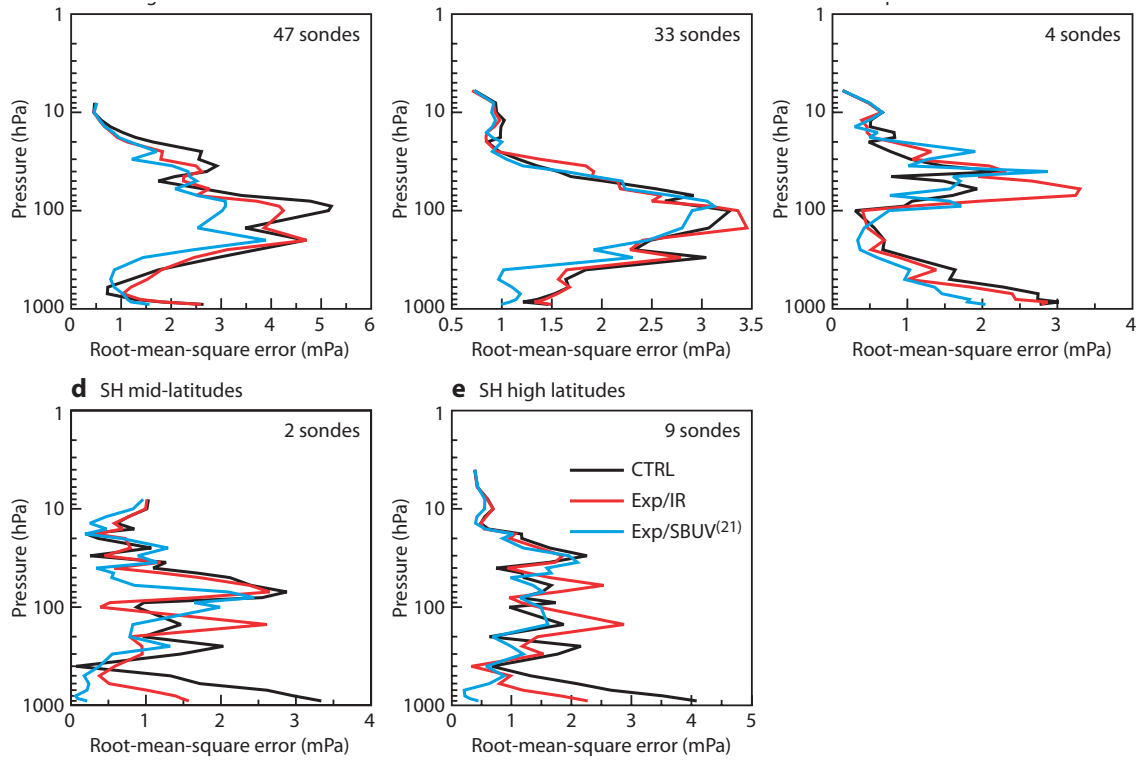 47 sondes
33 sondes
4 sondes
1
10
100
1000
Pressure (hPa)
0 1 2 3 4 5 6
Root-mean-square error (mPa)
1
10
100
1000
Pressure (hPa)
0.5 1 1.5 2 2.5 3 3.5
Root-mean-square error (mPa)
1
10
100
1000
Pressure (hPa)
0 1 2 3 4
Root-mean-square error (mPa)
d SH mid-latitudes
2 sondes
1
10
100
1000
Pressure (hPa)
0 1 2 3 4
Root-mean-square error (mPa)
e SH high latitudes
9 sondes
CTRL
Exp/IR
Exp/SBUV(21)
1
10
100
1000
Pressure (hPa)
0 1 2 3 4 5
Root-mean-square error (mPa)